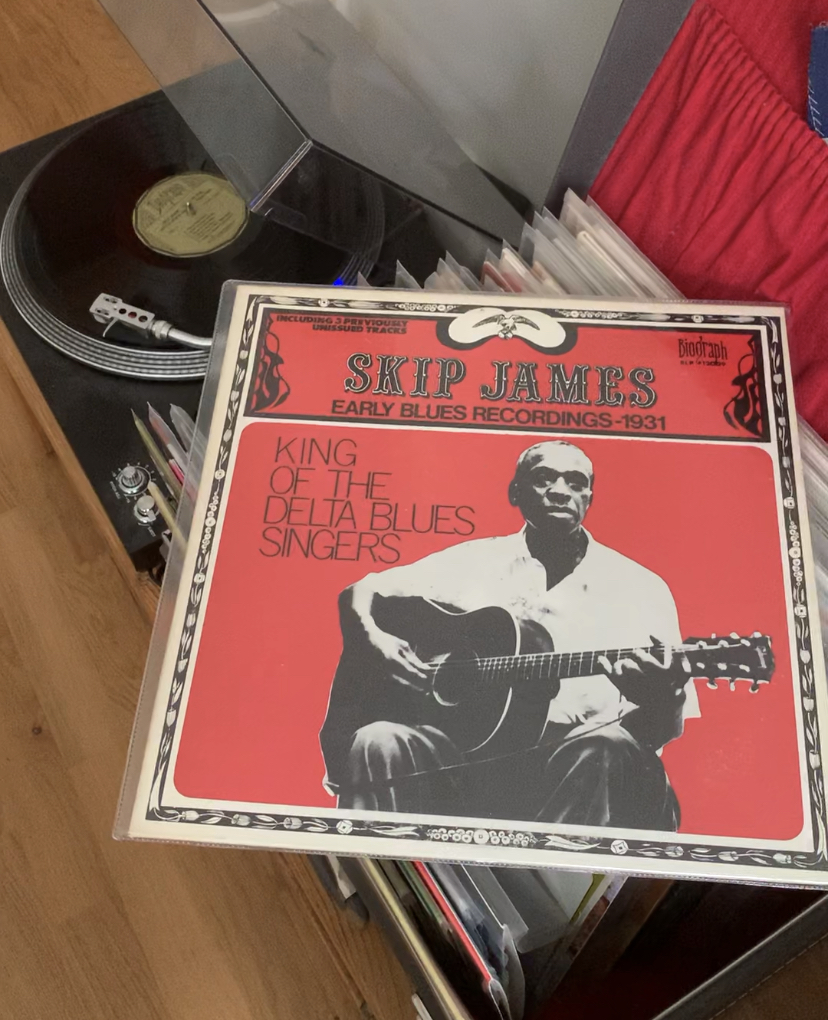 INCLUDING 3 PREVIOUSLY
UNISSUED TRACKS
Biograph
SKIP JAMES
EARLY BLUES RECORDINGS-1931
KING
OF THE
DELTA BLUES
SINGERS